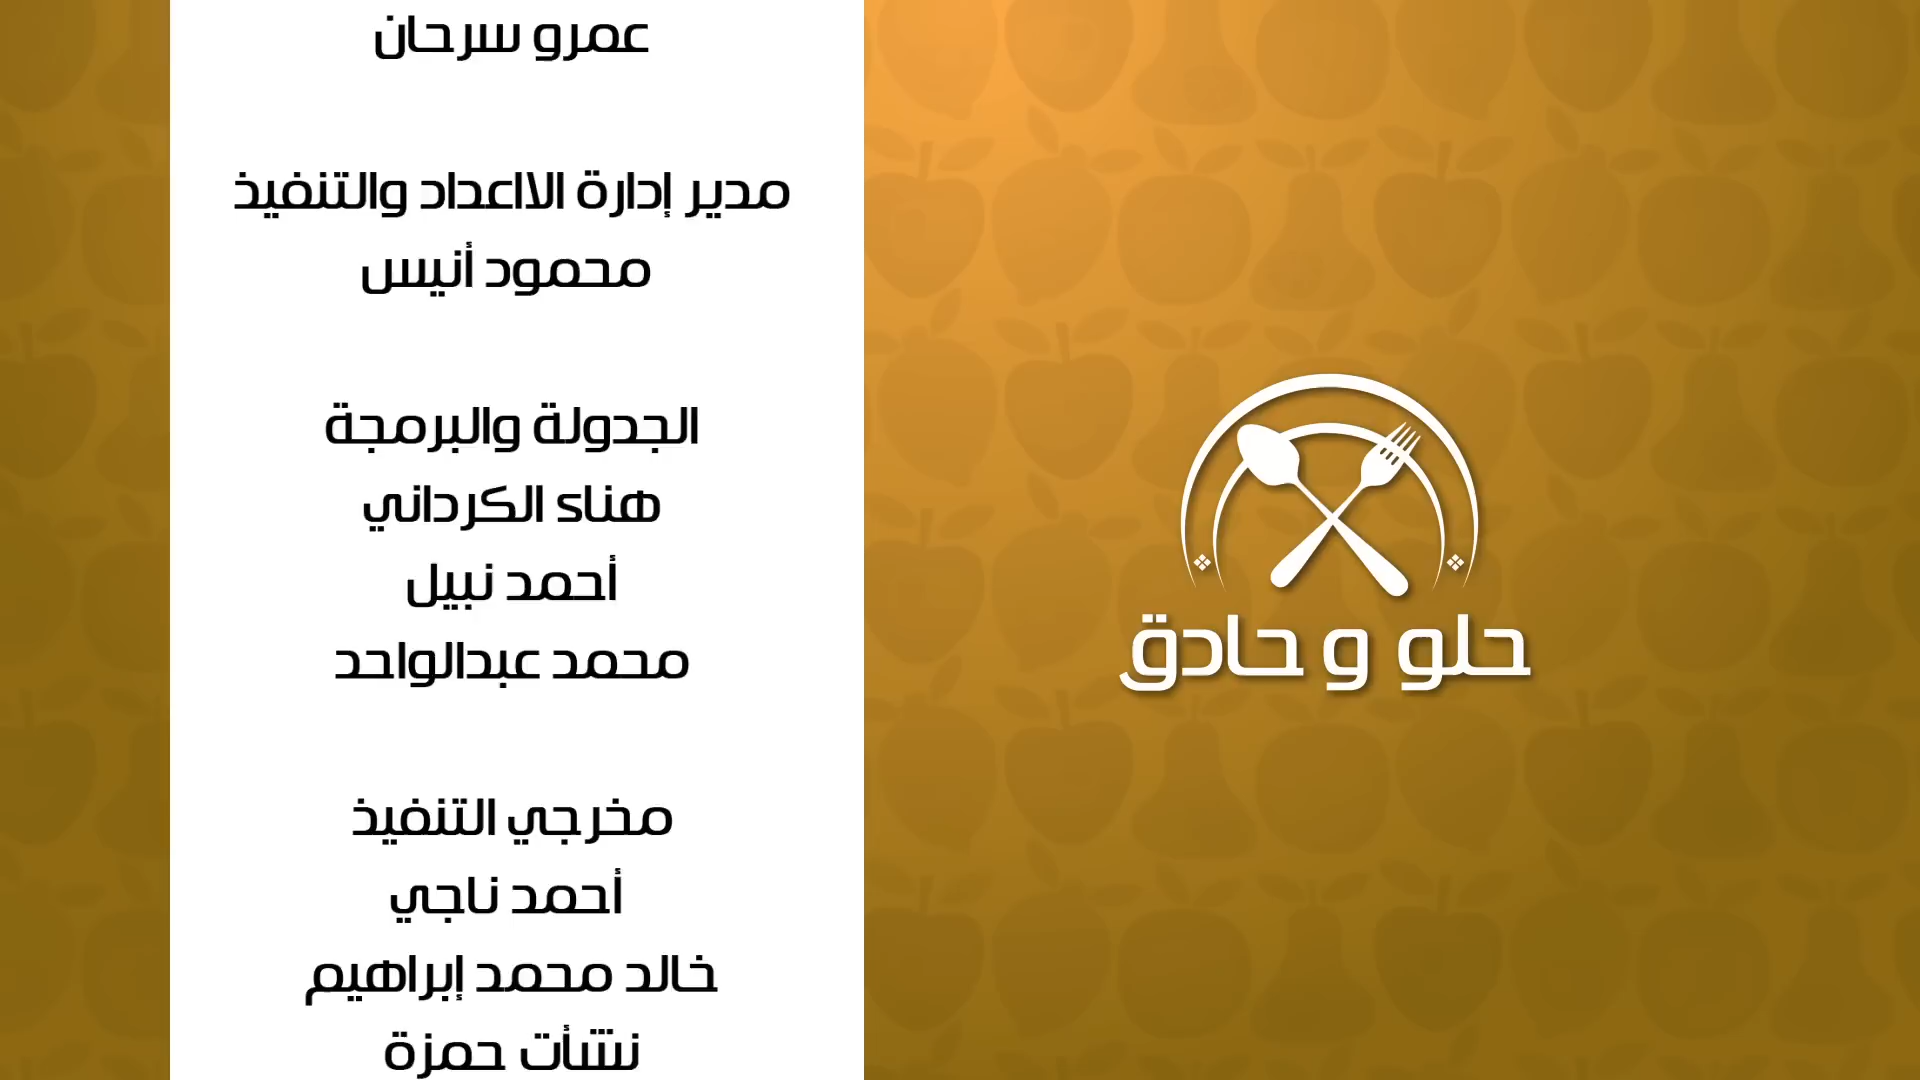 عمرو سرحان
مدير إدارة الااعداد والتنفيذ
محمود أنيس
الجدولة والبرمجة
هناء الكرداني
أحمد نبيل
محمد عبدالواحد
مخرجي التنفيذ
أحمد ناجي
خالد محمد إبراهيم
نشأت حمزة
حلو و حادق